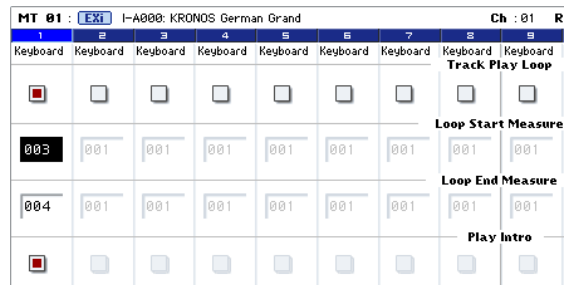 MT 01 : EXi I-A000: KRONOS German Grand Ch :01 R
1 2 3 4 5 6 7 8 9
Keyboard Keyboard Keyboard Keyboard Keyboard Keyboard Keyboard Keyboard Keyboard
Track Play Loop
Loop Start Measure
003 001 001 001 001 001 001 001 001
Loop End Measure
004 001 001 001 001 001 001 001 001
Play Intro